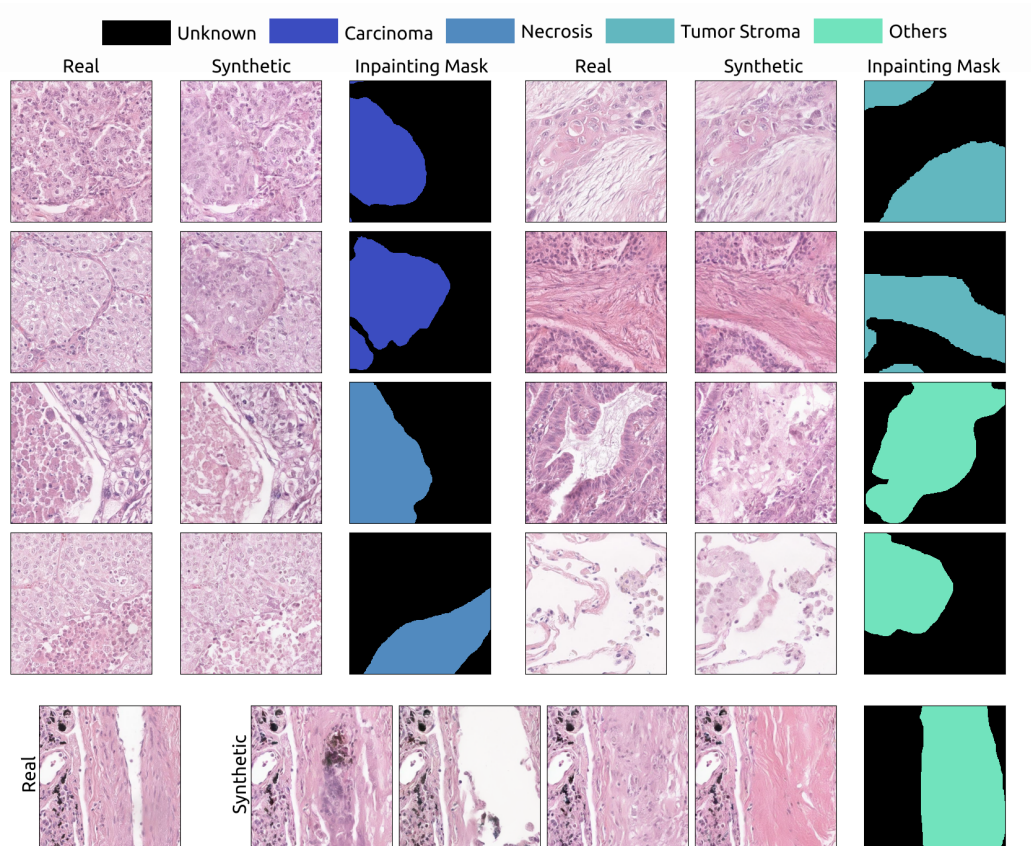 Unknown Carcinoma Necrosis Tumor Stroma Others
Real Synthetic Inpainting Mask Real Synthetic Inpainting Mask
Real
Synthetic